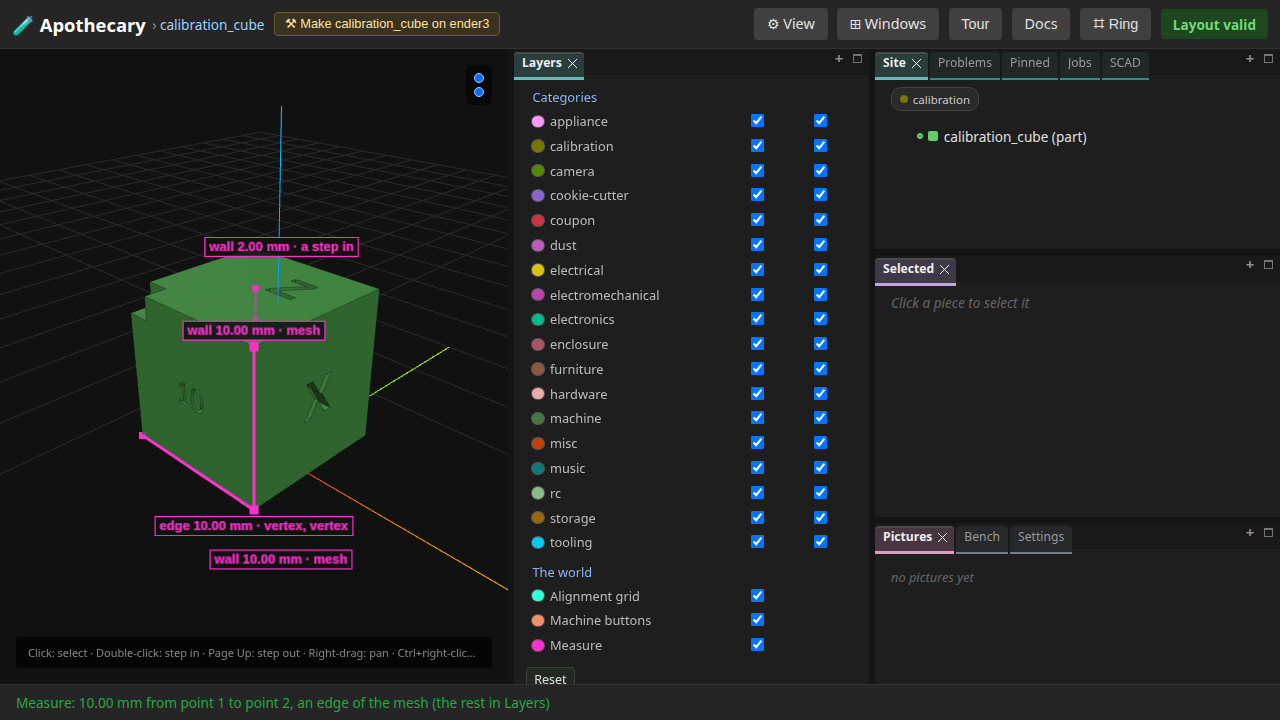 Apothecary › calibration_cube
⚒ Make calibration_cube on ender3
⚙ View
⊞ Windows
Tour
Docs
⌗ Ring
Layout valid
wall 2.00 mm · a step in
wall 10.00 mm · mesh
Z
10
X
edge 10.00 mm · vertex, vertex
wall 10.00 mm · mesh
Click: select · Double-click: step in · Page Up: step out · Right-drag: pan · Ctrl+right-clic...
Layers
Categories
appliance
calibration
camera
cookie-cutter
coupon
dust
electrical
electromechanical
electronics
enclosure
furniture
hardware
machine
misc
music
rc
storage
tooling
The world
Alignment grid
Machine buttons
Measure
Reset
Site
Problems
Pinned
Jobs
SCAD
calibration
calibration_cube (part)
Selected
Click a piece to select it
Pictures
Bench
Settings
no pictures yet
Measure: 10.00 mm from point 1 to point 2, an edge of the mesh (the rest in Layers)